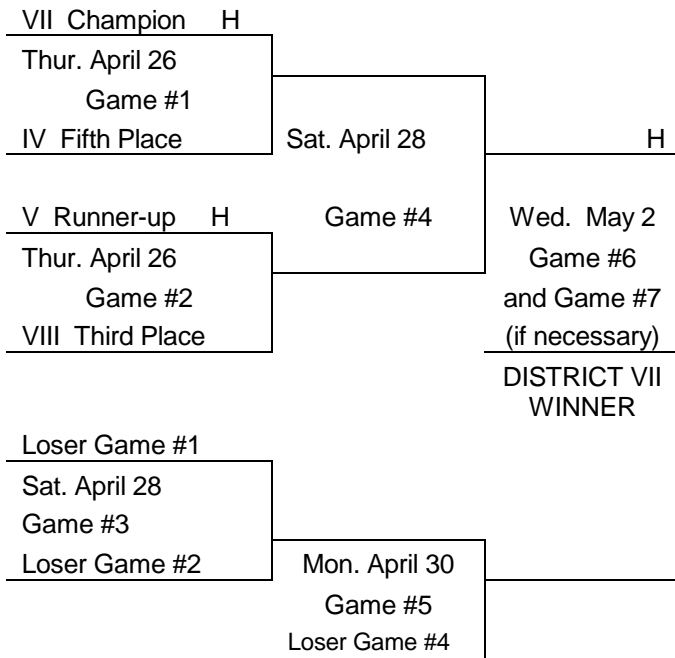 VII Champion H
Thur. April 26
Game #1
IV Fifth Place
Sat. April 28
H
V Runner-up H
Game #4
Wed. May 2
Thur. April 26
Game #6
Game #2
and Game #7
VIII Third Place
(if necessary)
DISTRICT VII
WINNER
Loser Game #1
Sat. April 28
Game #3
Loser Game #2
Mon. April 30
Game #5
Loser Game #4